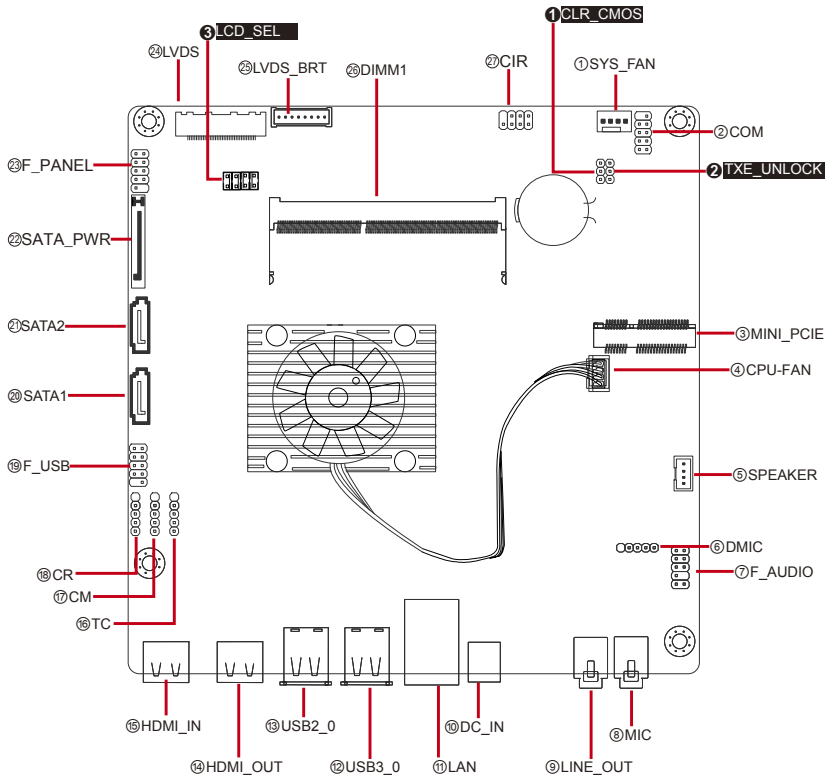 ❶CLR_CMOS
❸LCD_SEL
㉔LVDS
㉕LVDS_BRT
㉖DIMM1
㉗CIR
①SYS_FAN
②COM
㉓F_PANEL
❷TXE_UNLOCK
㉒SATA_PWR
㉑SATA2
③MINI_PCIE
④CPU-FAN
⑳SATA1
⑲F_USB
⑤SPEAKER
⑥DMIC
⑱CR
⑦F_AUDIO
⑰CM
⑯TC
⑮HDMI_IN
⑬USB2_0
⑩DC_IN
⑧MIC
⑭HDMI_OUT
⑫USB3_0
⑪LAN
⑨LINE_OUT